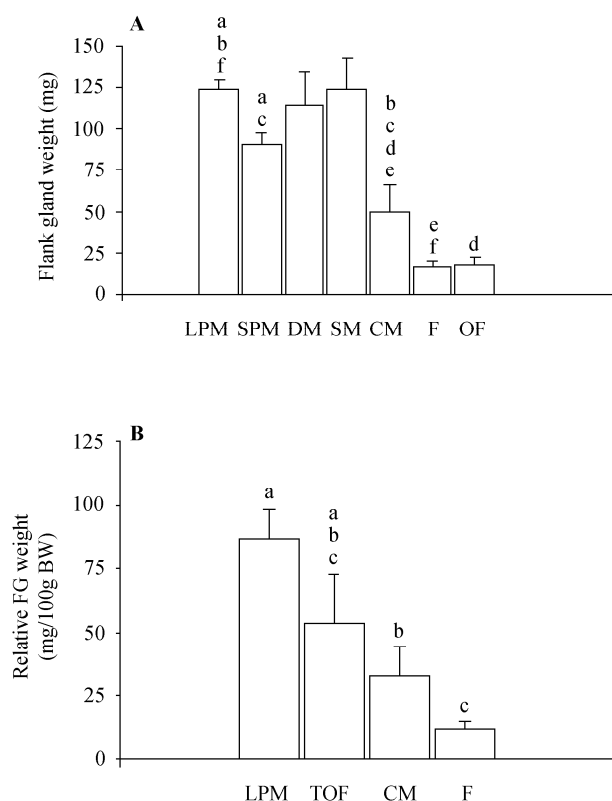 A
Flank gland weight (mg)
150
125
100
75
50
25
0
a
b
f
a
c
b
c
d
e
e
f
d
LPM SPM DM SM CM F OF
B
Relative FG weight
(mg/100g BW)
125
100
75
50
25
0
a
a
b
c
b
c
LPM TOF CM F